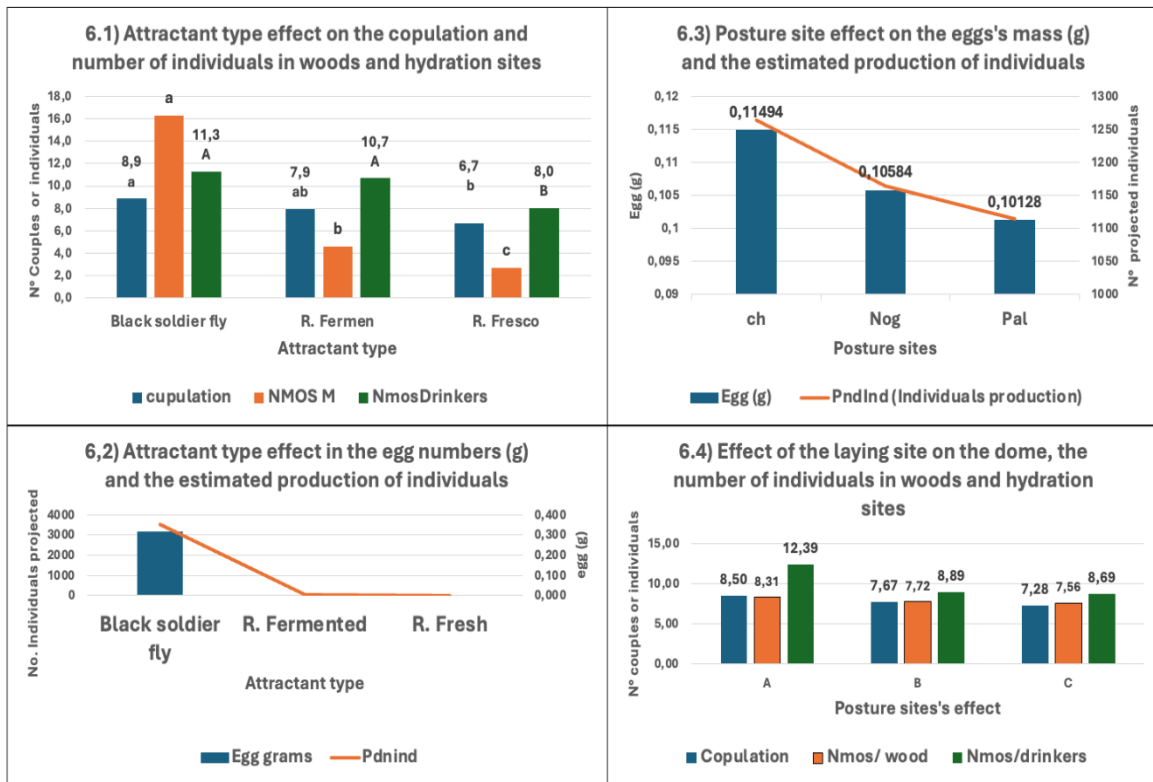 6.1) Attractant type effect on the copulation and
number of individuals in woods and hydration sites
N° Couples or individuals
18,0
16,0
14,0
12,0
10,0
8,0
6,0
4,0
2,0
0,0
8,9
a
a
11,3
A
7,9
ab
b
10,7
A
6,7
b
c
8,0
B
Black soldier fly
R. Fermen
R. Fresco
Attractant type
cupulation
NMOS M
NmosDrinkers
6.3) Posture site effect on the eggs's mass (g)
and the estimated production of individuals
Egg (g)
0,12
0,115
0,11
0,105
0,1
0,095
0,09
0,11494
0,10584
0,10128
1300
1250
1200
1150
1100
1050
1000
N° projected individuals
ch
Nog
Pal
Posture sites
Egg (g)
PndInd (Individuals production)
6,2) Attractant type effect in the egg numbers (g)
and the estimated production of individuals
No. Individuals projected
4000
3000
2000
1000
0
0,400
0,300
0,200
0,100
0,000
egg (g)
Black soldier
fly
R. Fermented
R. Fresh
Attractant type
Egg grams
Pdnind
6.4) Effect of the laying site on the dome, the
number of individuals in woods and hydration
sites
N° couples or individuals
15,00
10,00
5,00
0,00
8,50
8,31
12,39
7,67
7,72
8,89
7,28
7,56
8,69
A
B
C
Posture sites's effect
Copulation
Nmos/ wood
Nmos/drinkers